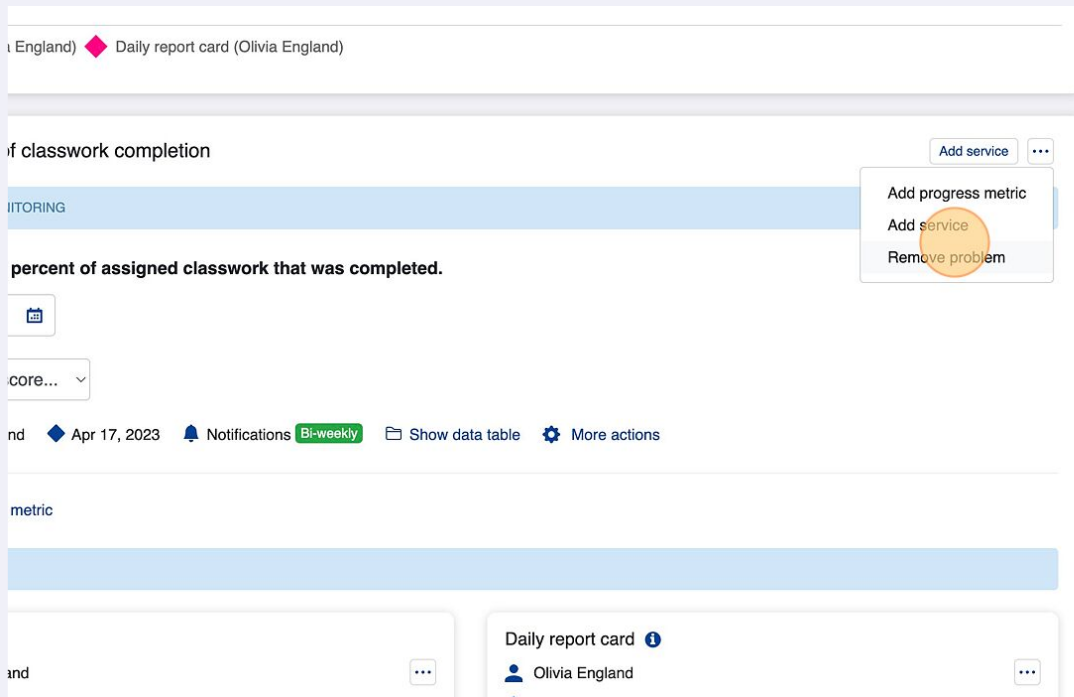 England) Daily report card (Olivia England)
of classwork completion
Add service
Add progress metric
ITORING
Add service
percent of assigned classwork that was completed.
Remove problem
core...
nd Apr 17, 2023 Notifications Bi-weekly Show data table More actions
metric
Daily report card
and
Olivia England